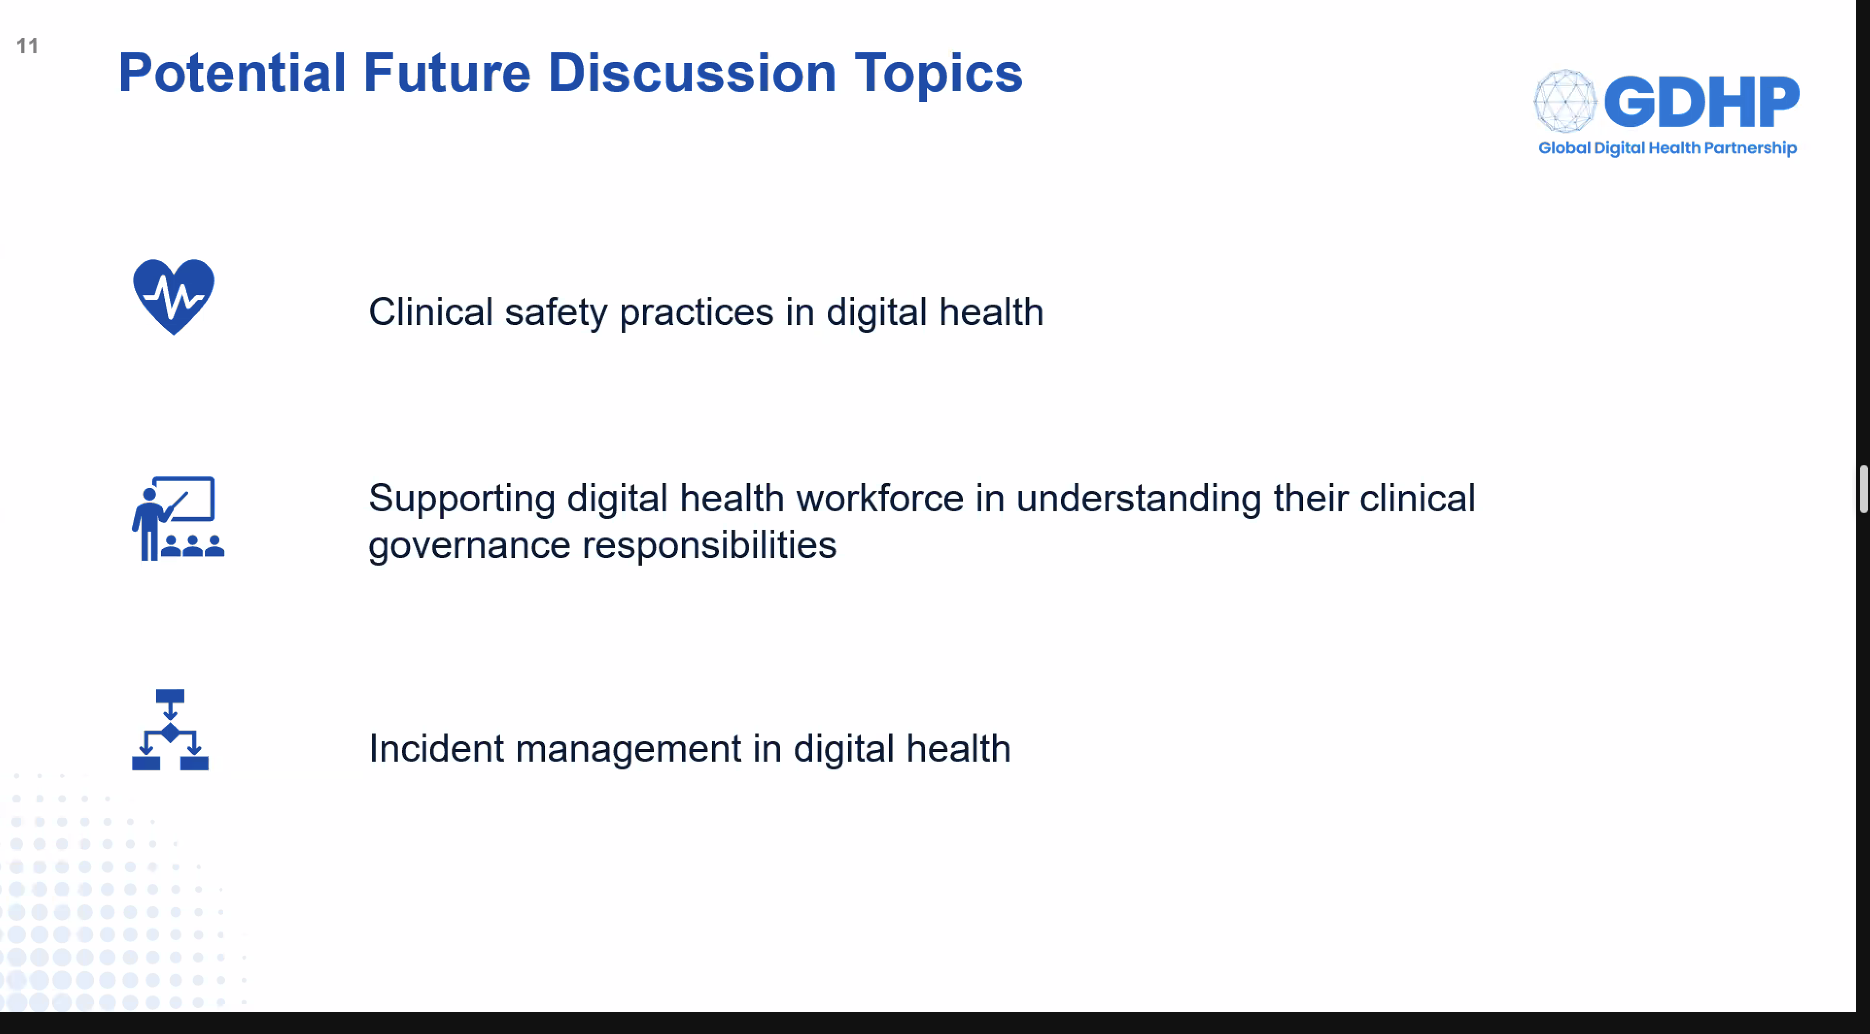 11
Potential Future Discussion Topics
GDHP
Global Digital Health Partnership
Clinical safety practices in digital health
Supporting digital health workforce in understanding their clinical
governance responsibilities
Incident management in digital health